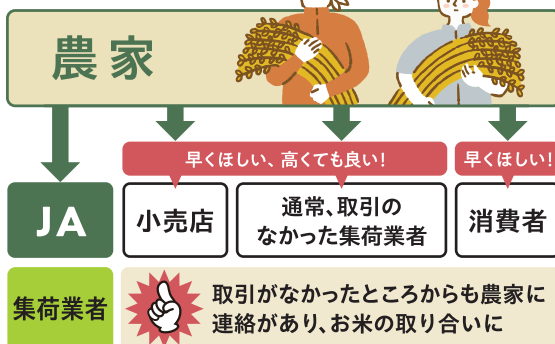 農家
早くほしい、高くても良い!
早くほしい!
JA
小売店
通常、取引の
なかった集荷業者
消費者
集荷業者
取引がなかったところからも農家に
連絡があり、お米の取り合いに